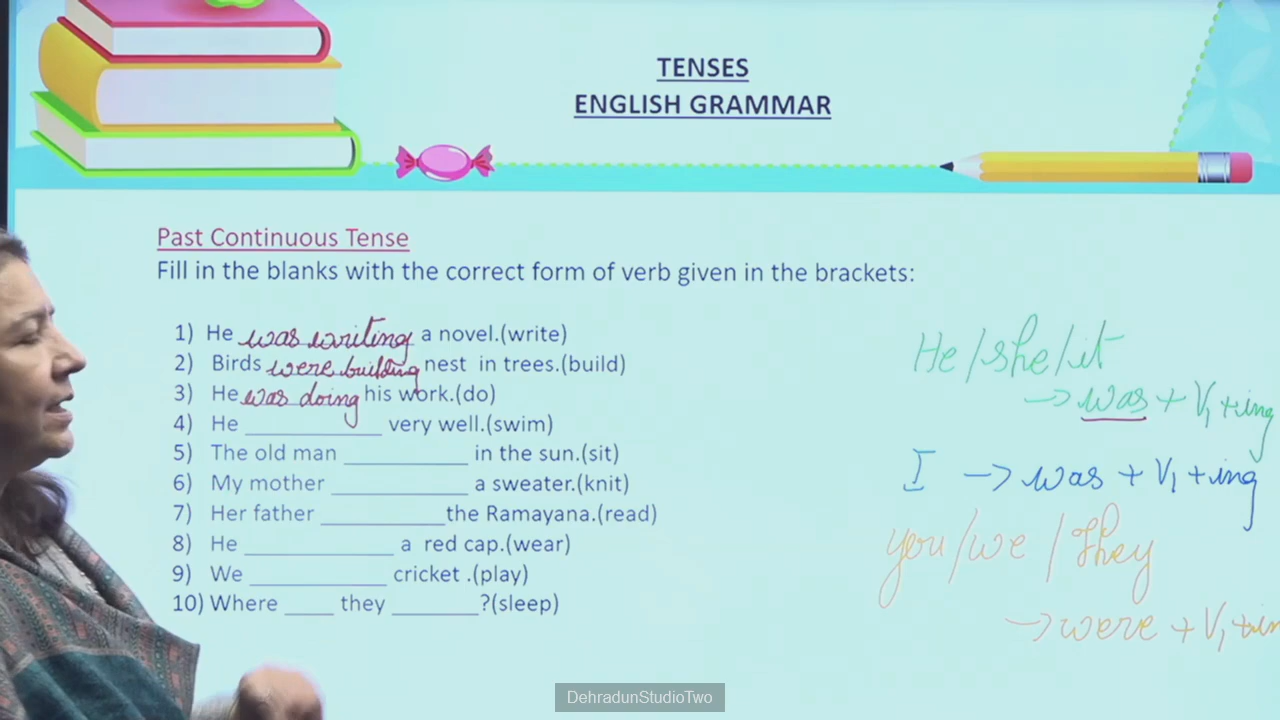 TENSES
ENGLISH GRAMMAR
Past Continuous Tense
Fill in the blanks with the correct form of verb given in the brackets:
1) He was writing a novel.(write)
2) Birds were building nest in trees.(build)
3) He was doing his work.(do)
4) He ____________ very well.(swim)
5) The old man ___________ in the sun.(sit)
6) My mother ____________ a sweater.(knit)
7) Her father ___________the Ramayana.(read)
8) He _____________ a red cap.(wear)
9) We ____________ cricket .(play)
10) Where ____ they ________?(sleep)
He/she/it
→ was + V1 + ing
I → was + V1 + ing
you/we/They
→ were + V1 + in
DehradunStudioTwo